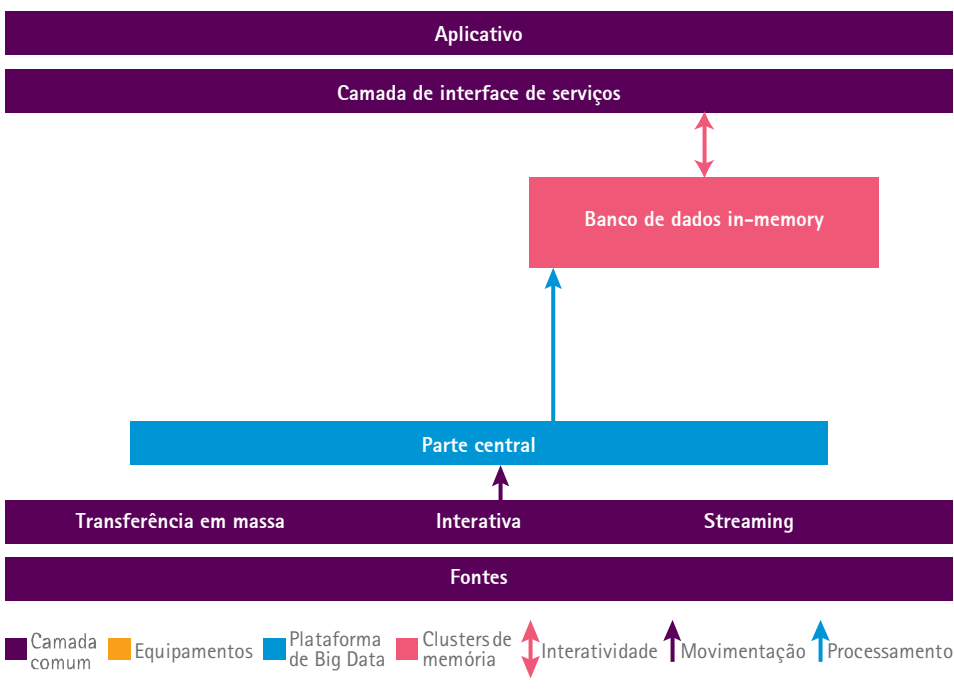 Aplicativo
Camada de interface de serviços
Banco de dados in-memory
Parte central
Transferência em massa Interativa Streaming
Fontes
Camada comum
Equipamentos
Plataforma de Big Data
Clusters de memória
Interatividade
Movimentação
Processamento